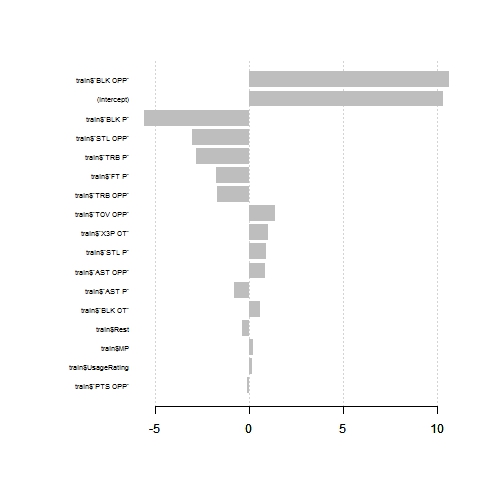 train$`BLK OPP`
(Intercept)
train$`BLK P`
train$`STL OPP`
train$`TRB P`
train$`FT P`
train$`TRB OPP`
train$`TOV OPP`
train$`X3P OT`
train$`STL P`
train$`AST OPP`
train$`AST P`
train$`BLK OT`
train$Rest
train$MP
train$UsageRating
train$`PTS OPP`
-5 0 5 10